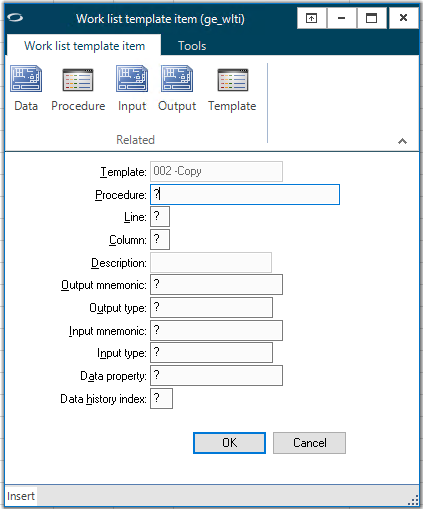 Work list template item (ge_wlti)
Work list template item Tools
Data Procedure Input Output Template
Related
Template: 002 -Copy
Procedure: ?
Line: ?
Column: ?
Description:
Output mnemonic: ?
Output type: ?
Input mnemonic: ?
Input type: ?
Data property: ?
Data history index: ?
OK Cancel
Insert